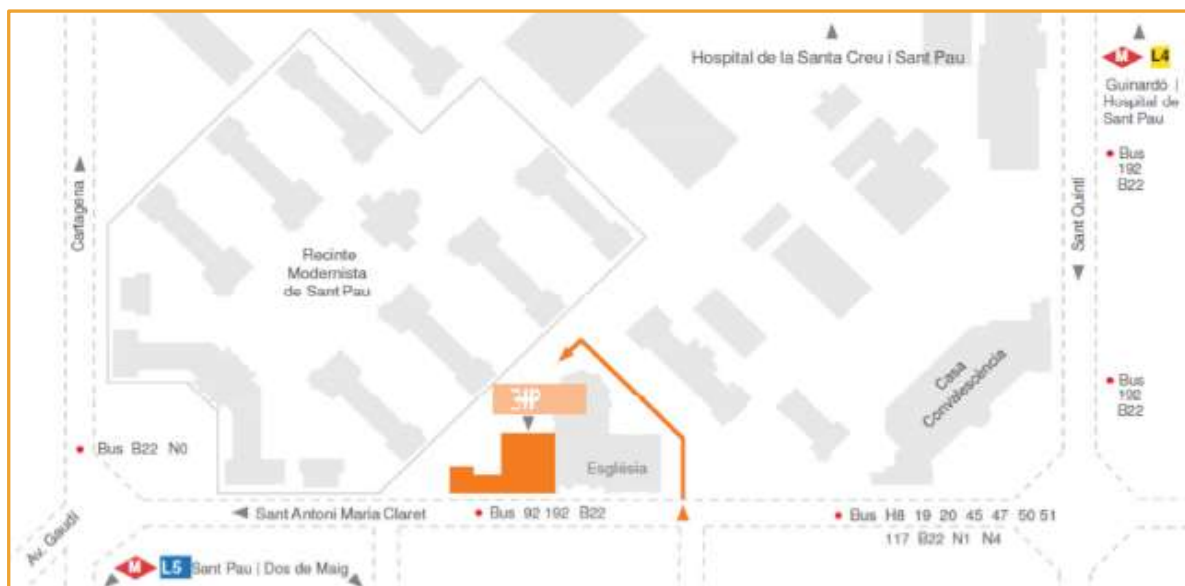 Hospital de la Santa Creu i Sant Pau
M L4
Guinardó |
Hospital de
Sant Pau
Bus
192
B22
Cartagena
Sant Quintí
Recinte
Modernista
de Sant Pau
Casa
Convalescència
Bus
192
B22
Bus B22 N0
Església
Sant Antoni Maria Claret
Bus 92 192 B22
Bus H8 19 20 45 47 50 51
117 B22 N1 N4
Av. Gaudí
M L5 Sant Pau | Dos de Maig